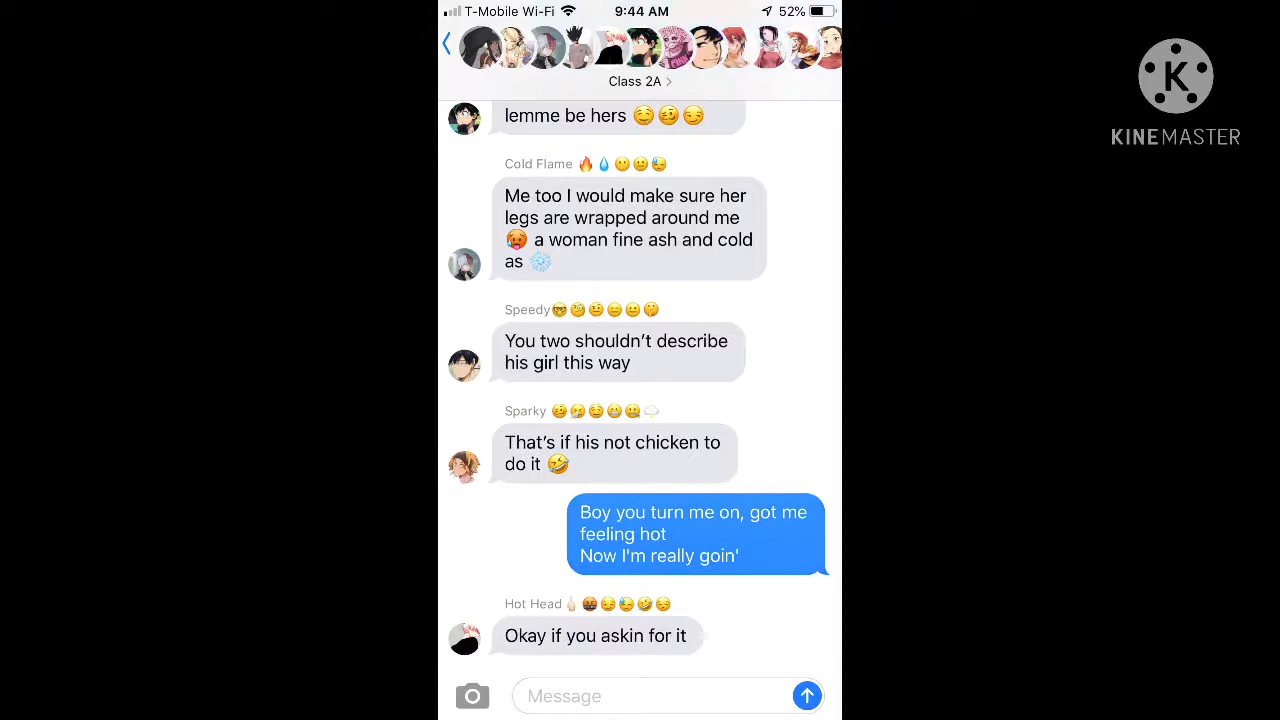 T-Mobile Wi-Fi
9:44 AM
52%
Class 2A
lemme be hers 🤤🥴😏
Cold Flame 🔥💧😶😐😓
Me too I would make sure her
legs are wrapped around me
🥵 a woman fine ash and cold
as ❄️
Speedy🤓🧐🤨😑😐🤫
You two shouldn’t describe
his girl this way
Sparky 🥴🤧🤤😬🤐🌩
That’s if his not chicken to
do it 🤣
Boy you turn me on, got me
feeling hot
Now I'm really goin'
Hot Head🖕🏻🤬😏😓🤣😔
Okay if you askin for it
Message
K
KINEMASTER